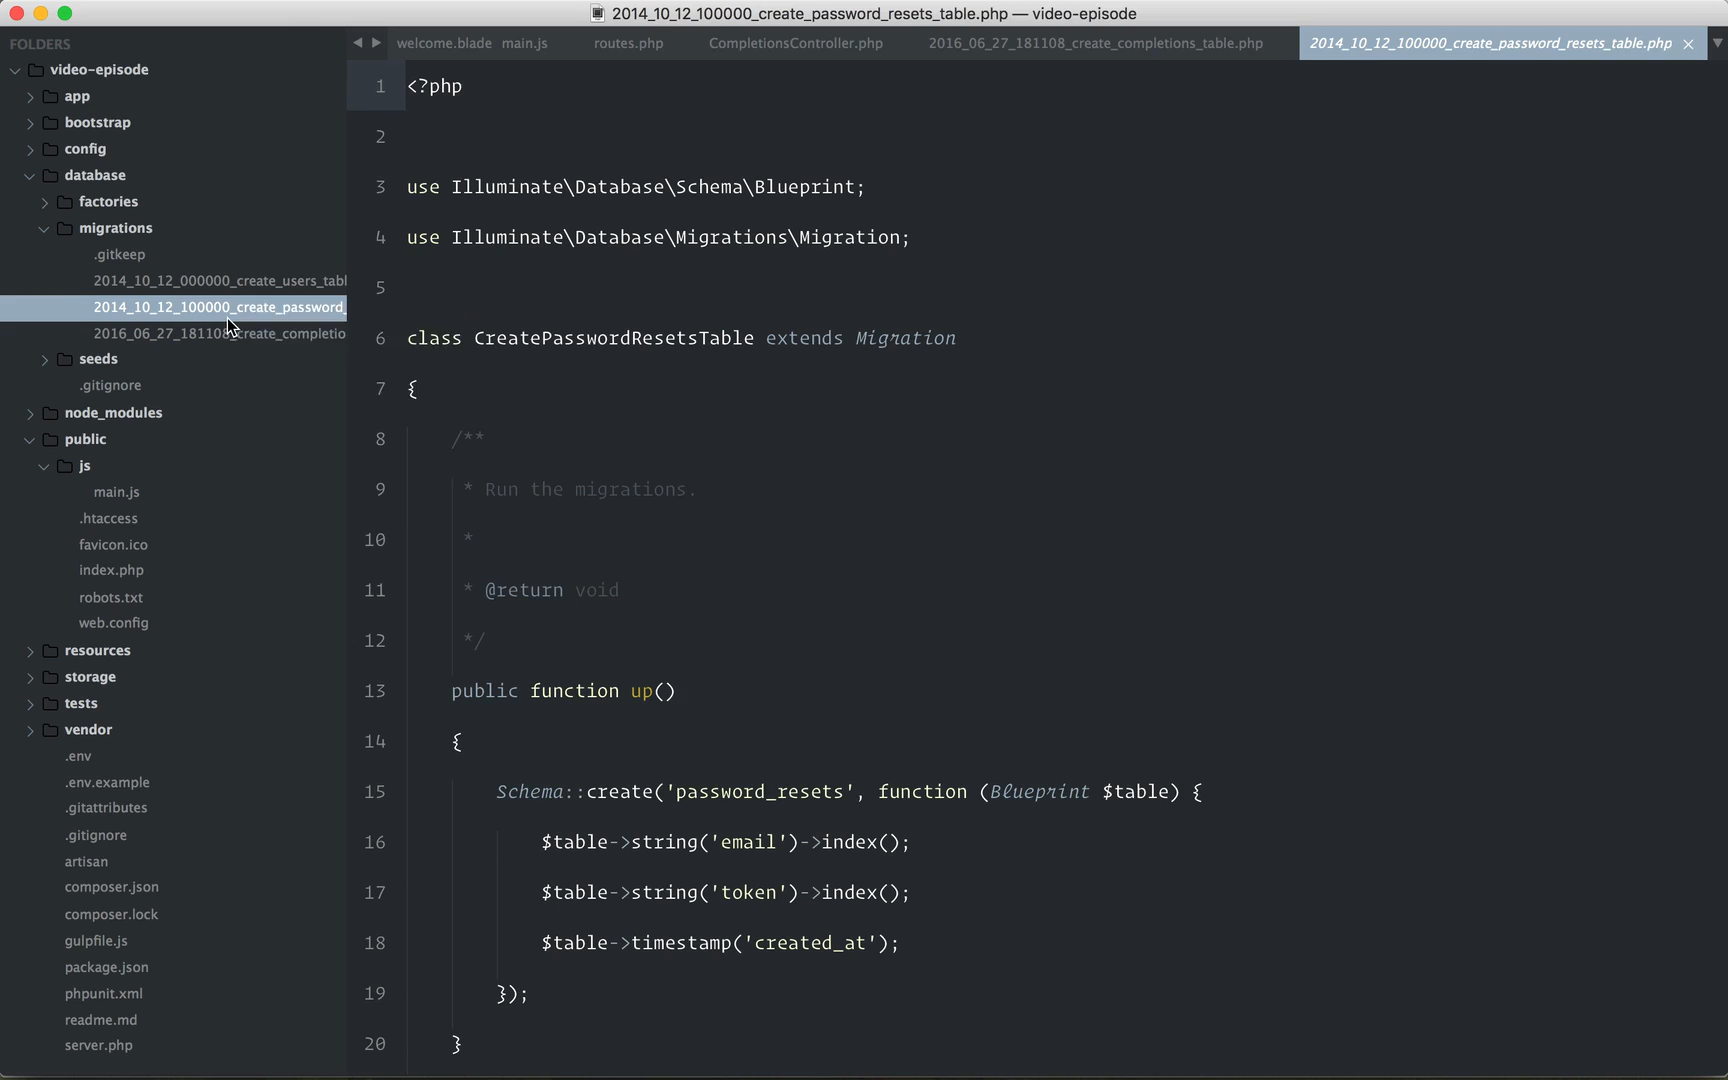 2014_10_12_100000_create_password_resets_table.php — video-episode
FOLDERS
video-episode
app
bootstrap
config
database
factories
migrations
.gitkeep
2014_10_12_000000_create_users_tabl
2014_10_12_100000_create_password_
2016_06_27_181108_create_completio
seeds
.gitignore
node_modules
public
js
main.js
.htaccess
favicon.ico
index.php
robots.txt
web.config
resources
storage
tests
vendor
.env
.env.example
.gitattributes
.gitignore
artisan
composer.json
composer.lock
gulpfile.js
package.json
phpunit.xml
readme.md
server.php
welcome.blade main.js routes.php CompletionsController.php 2016_06_27_181108_create_completions_table.php 2014_10_12_100000_create_password_resets_table.php
1 <?php
2
3 use Illuminate\Database\Schema\Blueprint;
4 use Illuminate\Database\Migrations\Migration;
5
6 class CreatePasswordResetsTable extends Migration
7 {
8 /**
9 * Run the migrations.
10 *
11 * @return void
12 */
13 public function up()
14 {
15 Schema::create('password_resets', function (Blueprint $table) {
16 $table->string('email')->index();
17 $table->string('token')->index();
18 $table->timestamp('created_at');
19 });
20 }